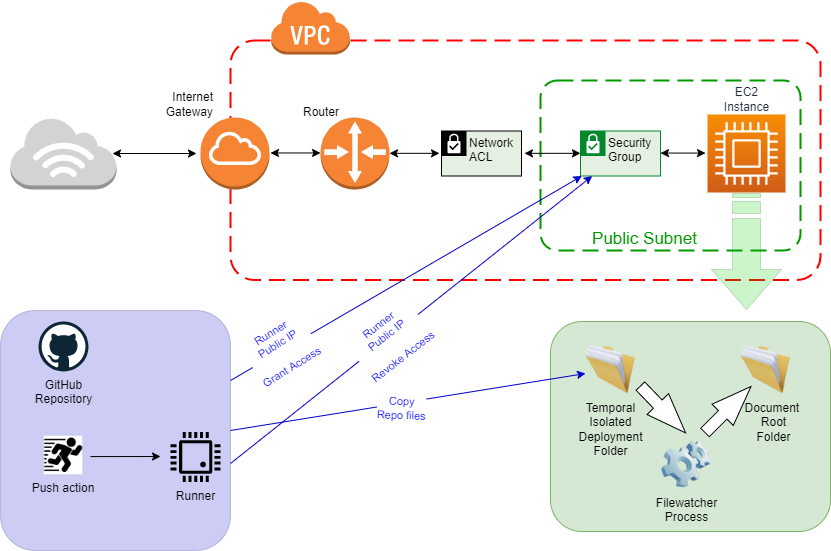 VPC
Internet
Gateway
Router
Network
ACL
Security
Group
EC2
Instance
Public Subnet
GitHub
Repository
Push action
Runner
Runner
Public IP
Grant Access
Runner
Public IP
Revoke Access
Copy
Repo files
Temporal
Isolated
Deployment
Folder
Document
Root
Folder
Filewatcher
Process